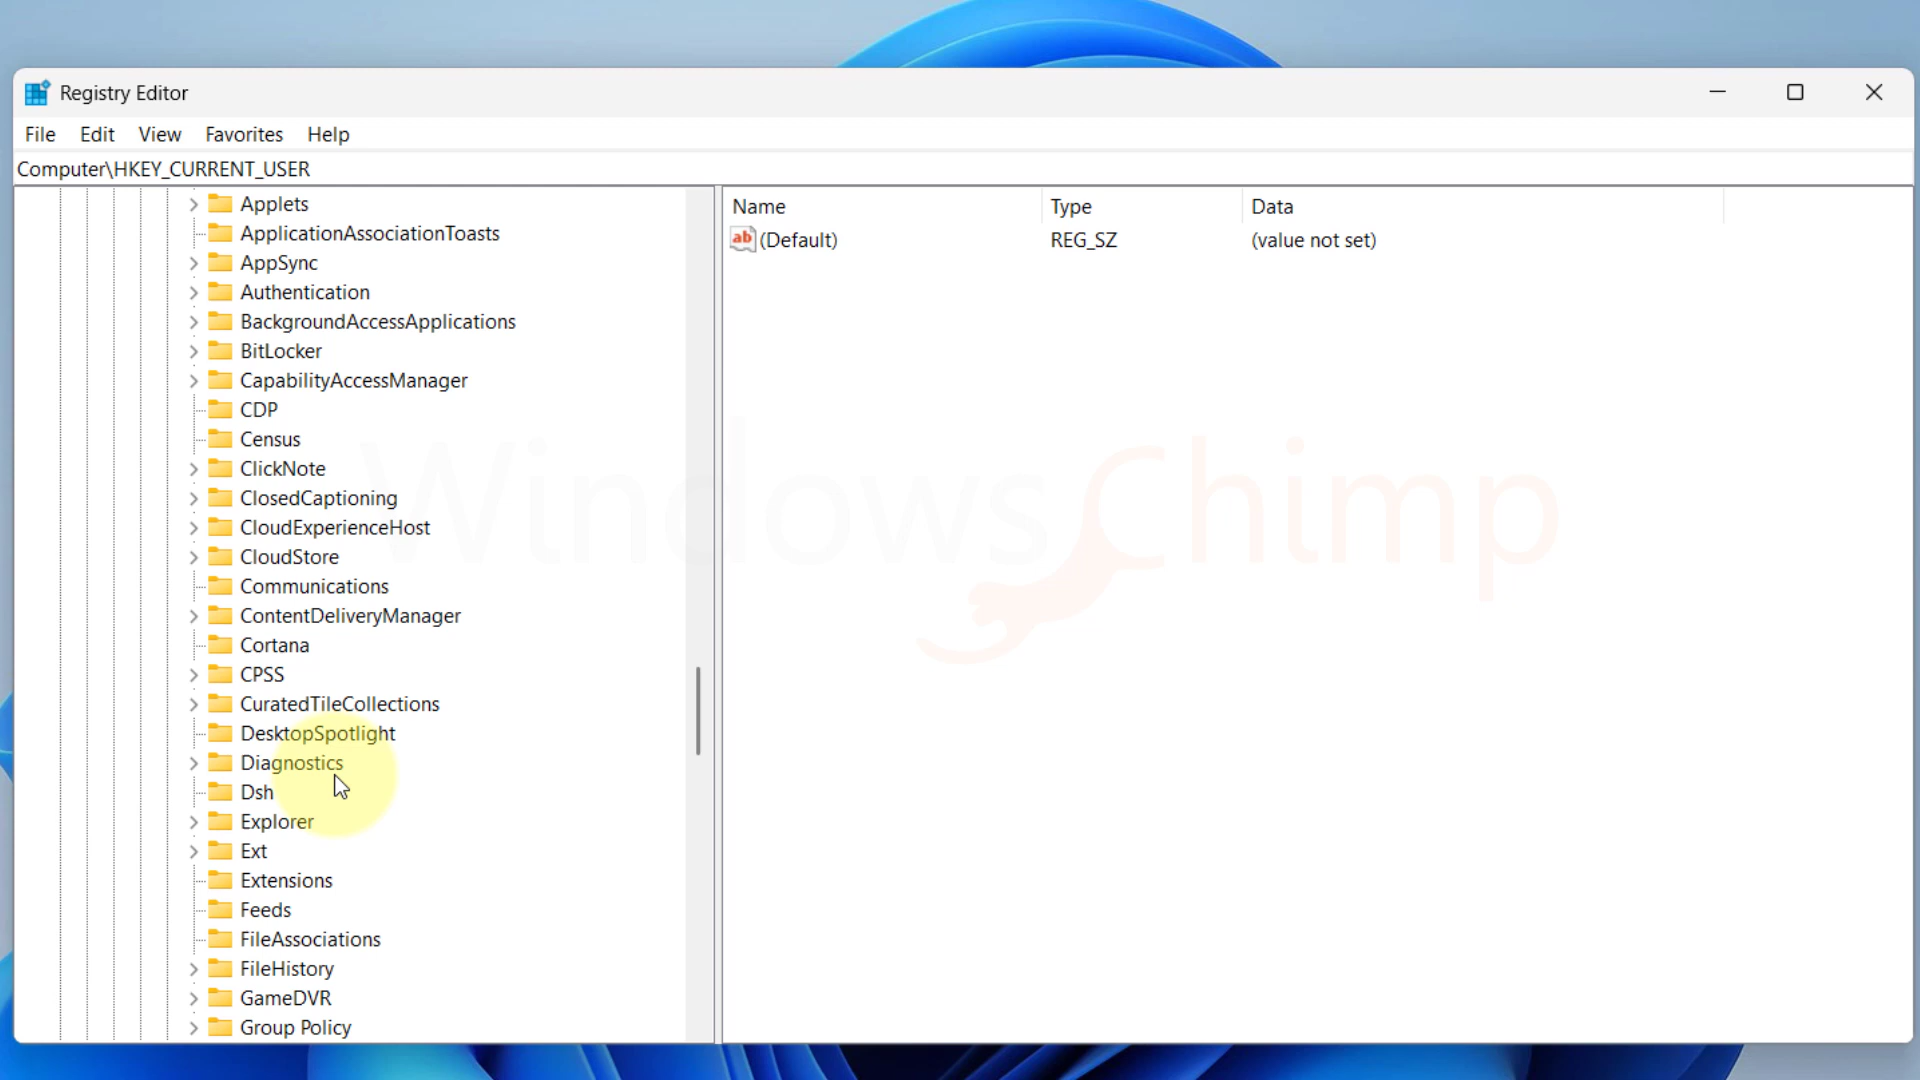 Registry Editor
File Edit View Favorites Help
Computer\HKEY_CURRENT_USER
Applets
ApplicationAssociationToasts
AppSync
Authentication
BackgroundAccessApplications
BitLocker
CapabilityAccessManager
CDP
Census
ClickNote
ClosedCaptioning
CloudExperienceHost
CloudStore
Communications
ContentDeliveryManager
Cortana
CPSS
CuratedTileCollections
DesktopSpotlight
Diagnostics
Dsh
Explorer
Ext
Extensions
Feeds
FileAssociations
FileHistory
GameDVR
Group Policy
Name Type Data
ab (Default) REG_SZ (value not set)
WindowsChimp